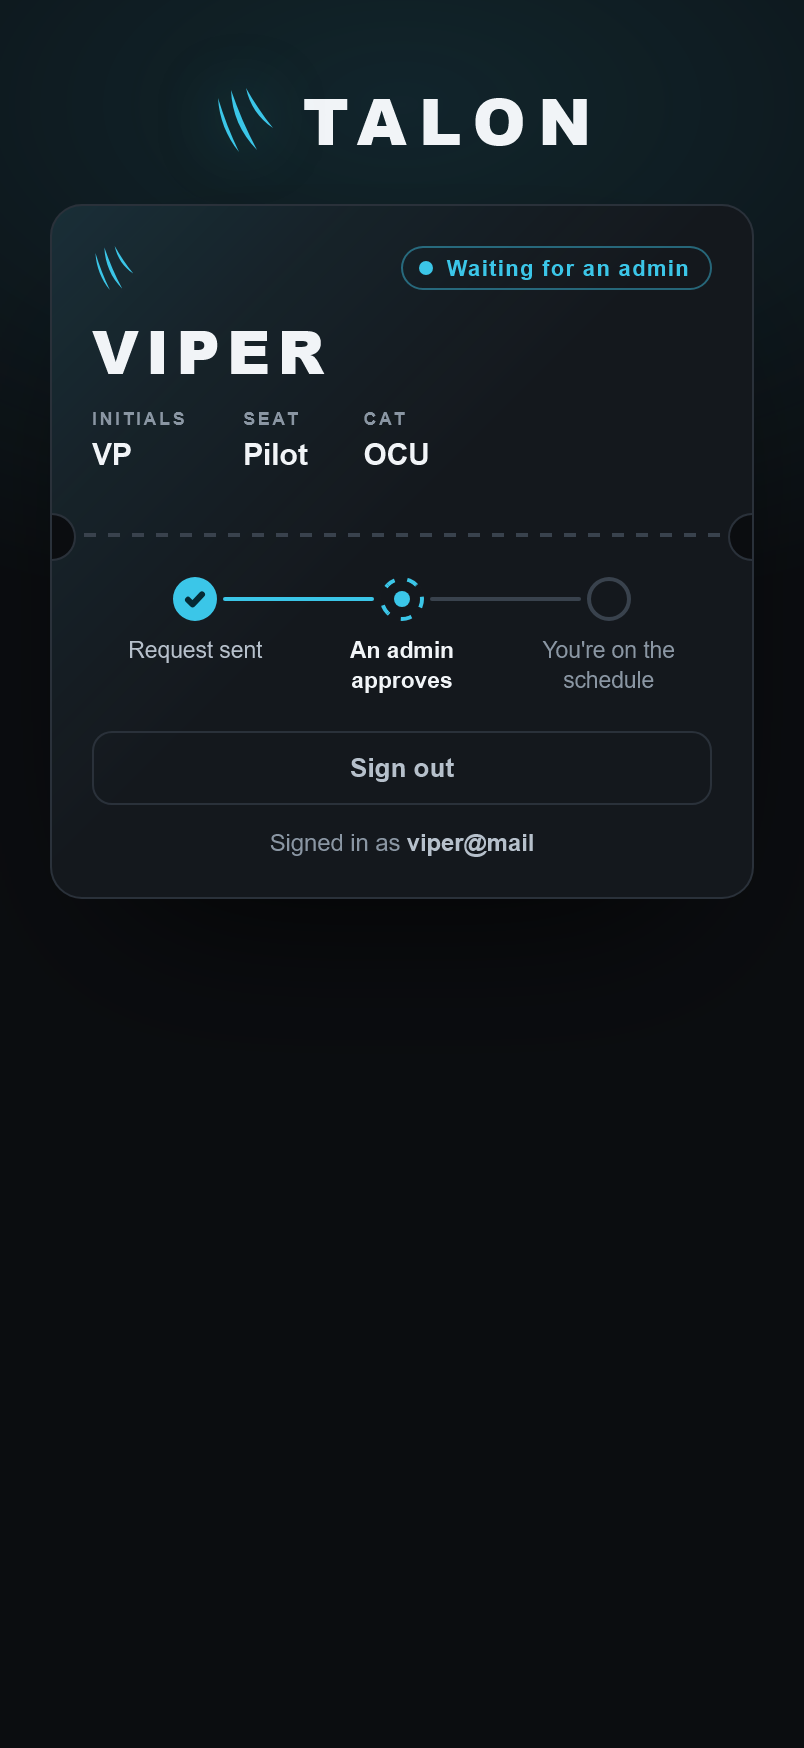 TALON
Waiting for an admin
VIPER
INITIALS SEAT CAT
VP Pilot OCU
Request sent An admin You're on the
approves schedule
Sign out
Signed in as viper@mail